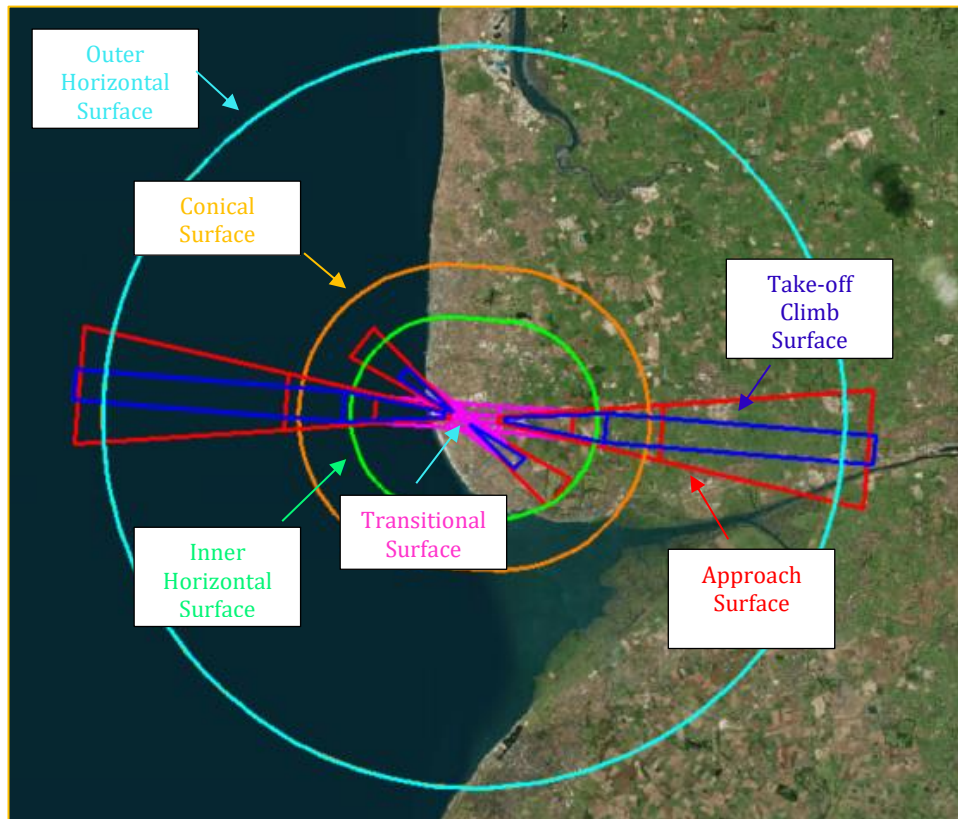 Outer
Horizontal
Surface
Conical
Surface
Take-off
Climb
Surface
Transitional
Surface
Inner
Horizontal
Surface
Approach
Surface